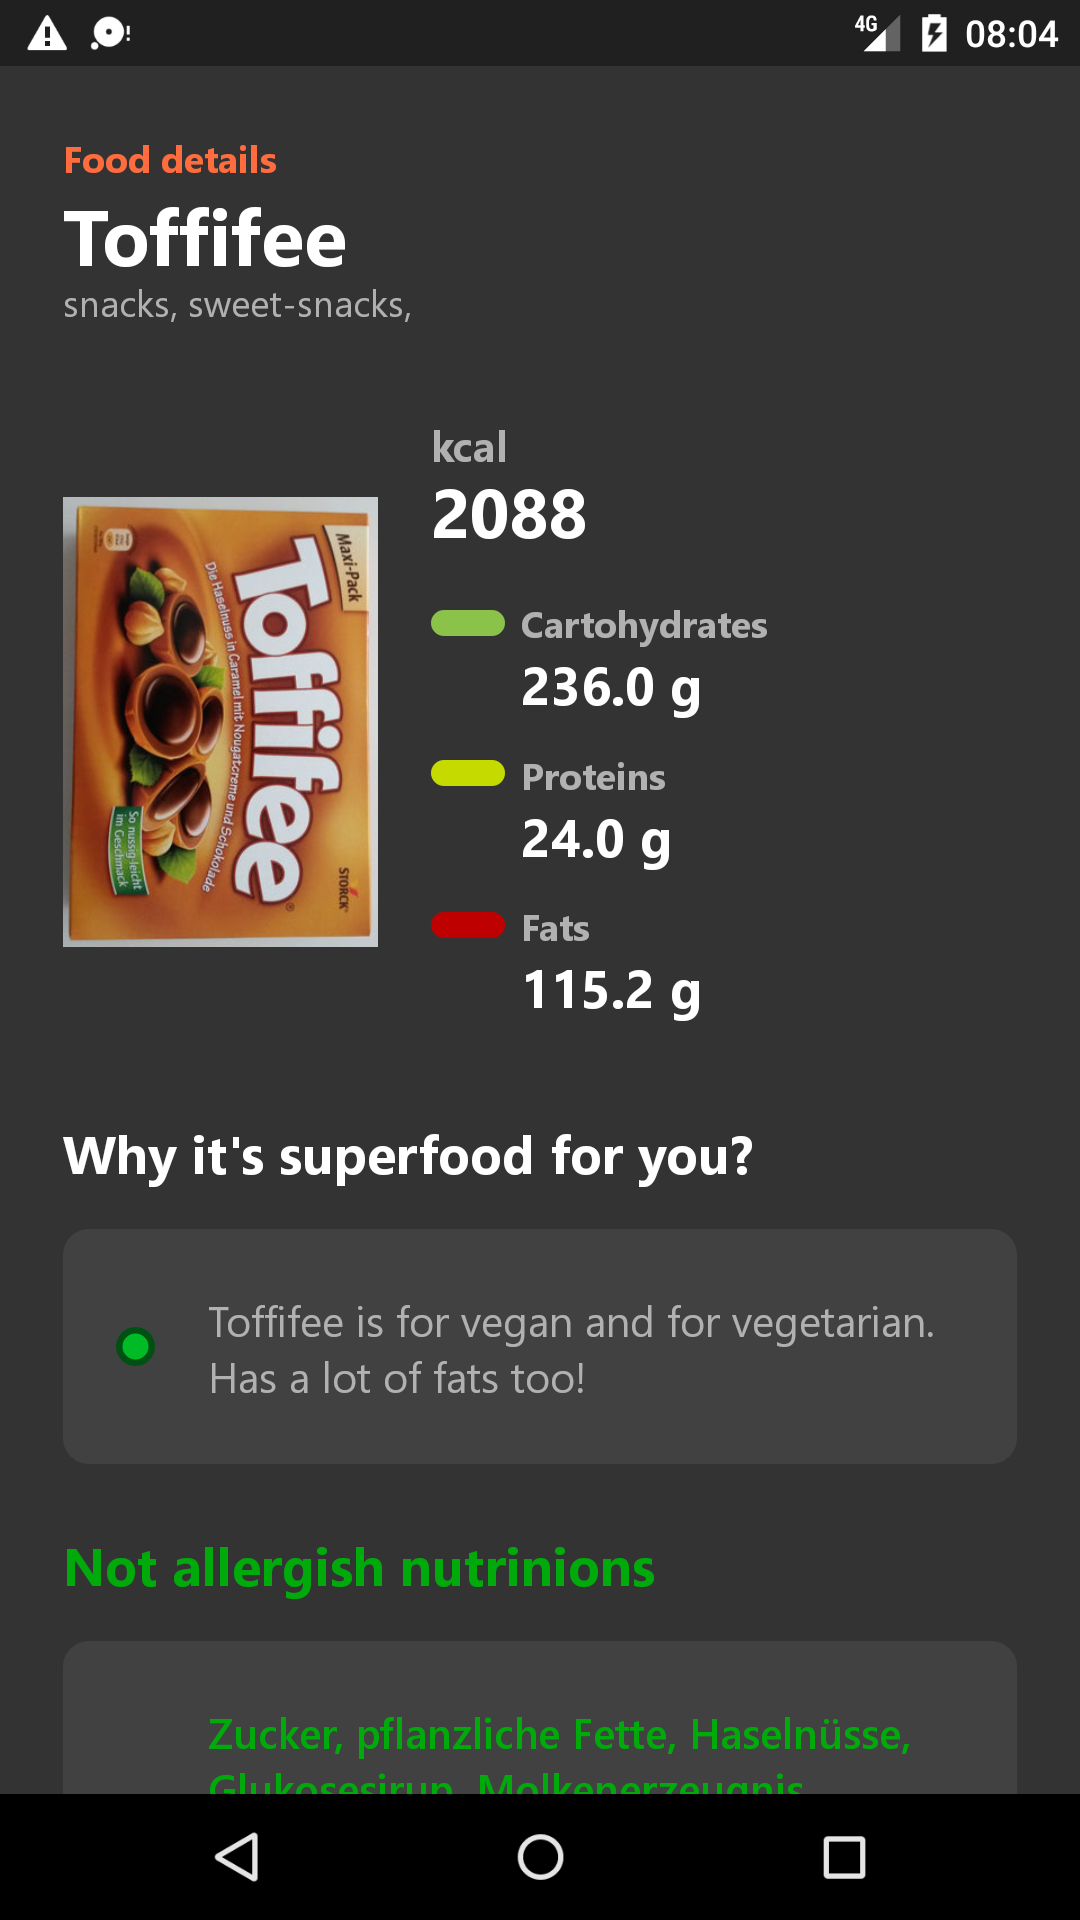 08:04
4G
Food details
Toffifee
snacks, sweet-snacks,
kcal
2088
Maxi-Pack
Toffifee
Die Haselnuss in Caramel mit Nougatcreme und Schokolade
So nussig-leicht
im Geschmack
STORCK
Cartohydrates
236.0 g
Proteins
24.0 g
Fats
115.2 g
Why it's superfood for you?
Toffifee is for vegan and for vegetarian.
Has a lot of fats too!
Not allergish nutrinions
Zucker, pflanzliche Fette, Haselnüsse,
Glukosesirup, Molkenerzeugnis